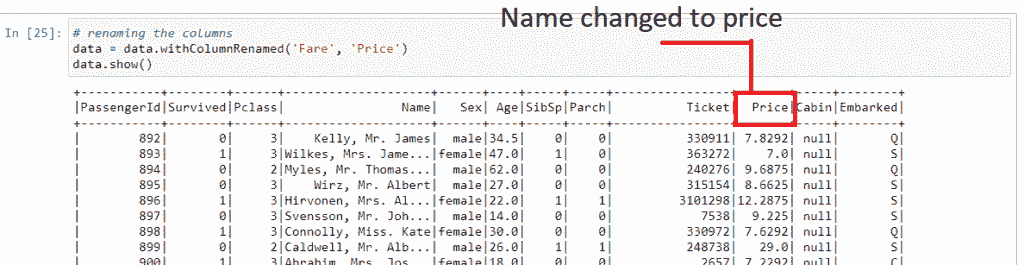 Name changed to price
In [25]: # renaming the columns
data = data.withColumnRenamed('Fare', 'Price')
data.show()
+-----------+--------+------+--------------------+------+----+-----+-----+----------------+-------+-----+--------+
|PassengerId|Survived|Pclass|                Name|   Sex| Age|SibSp|Parch|          Ticket|  Price|Cabin|Embarked|
+-----------+--------+------+--------------------+------+----+-----+-----+----------------+-------+-----+--------+
|        892|       0|     3|    Kelly, Mr. James|  male|34.5|    0|    0|          330911| 7.8292| null|       Q|
|        893|       1|     3|Wilkes, Mrs. Jame...|female|47.0|    1|    0|          363272|    7.0| null|       S|
|        894|       0|     2|Myles, Mr. Thomas...|  male|62.0|    0|    0|          240276| 9.6875| null|       Q|
|        895|       0|     3|    Wirz, Mr. Albert|  male|27.0|    0|    0|          315154| 8.6625| null|       S|
|        896|       1|     3|Hirvonen, Mrs. Al...|female|22.0|    1|    1|         3101298|12.2875| null|       S|
|        897|       0|     3|Svensson, Mr. Joh...|  male|14.0|    0|    0|            7538|  9.225| null|       S|
|        898|       1|     3|Connolly, Miss. Kate|female|30.0|    0|    0|          330972| 7.6292| null|       Q|
|        899|       0|     2|Caldwell, Mr. Alb...|  male|26.0|    1|    1|          248738|   29.0| null|       S|
|        900|       1|     3|Abrahim, Mrs. Jos...|female|18.0|    0|    0|            2657| 7.2292| null|       C|